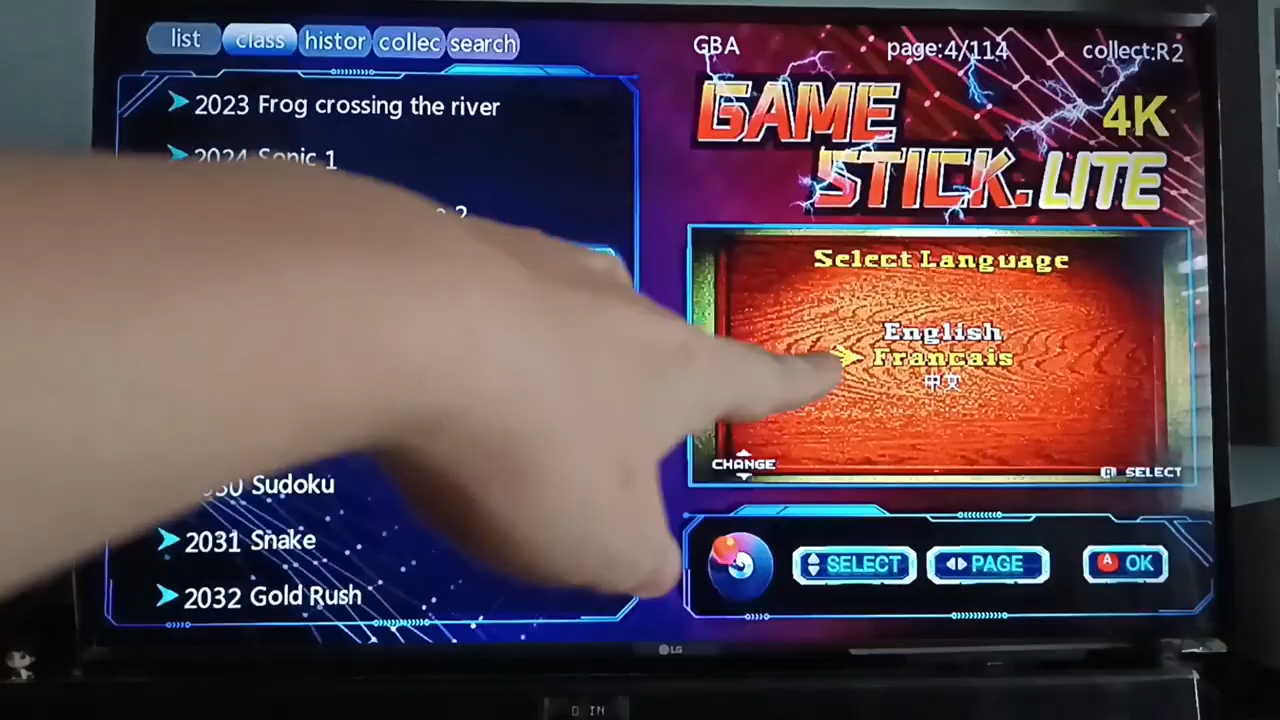 list class histor collec search
GBA page:4/114 collect:R2
2023 Frog crossing the river
2024 Sonic 1
2
Sudoku
2031 Snake
2032 Gold Rush
GAME 4K
STICK.LITE
Select Language
English
Francais
中文
CHANGE
SELECT
SELECT PAGE A OK
LG
D IN